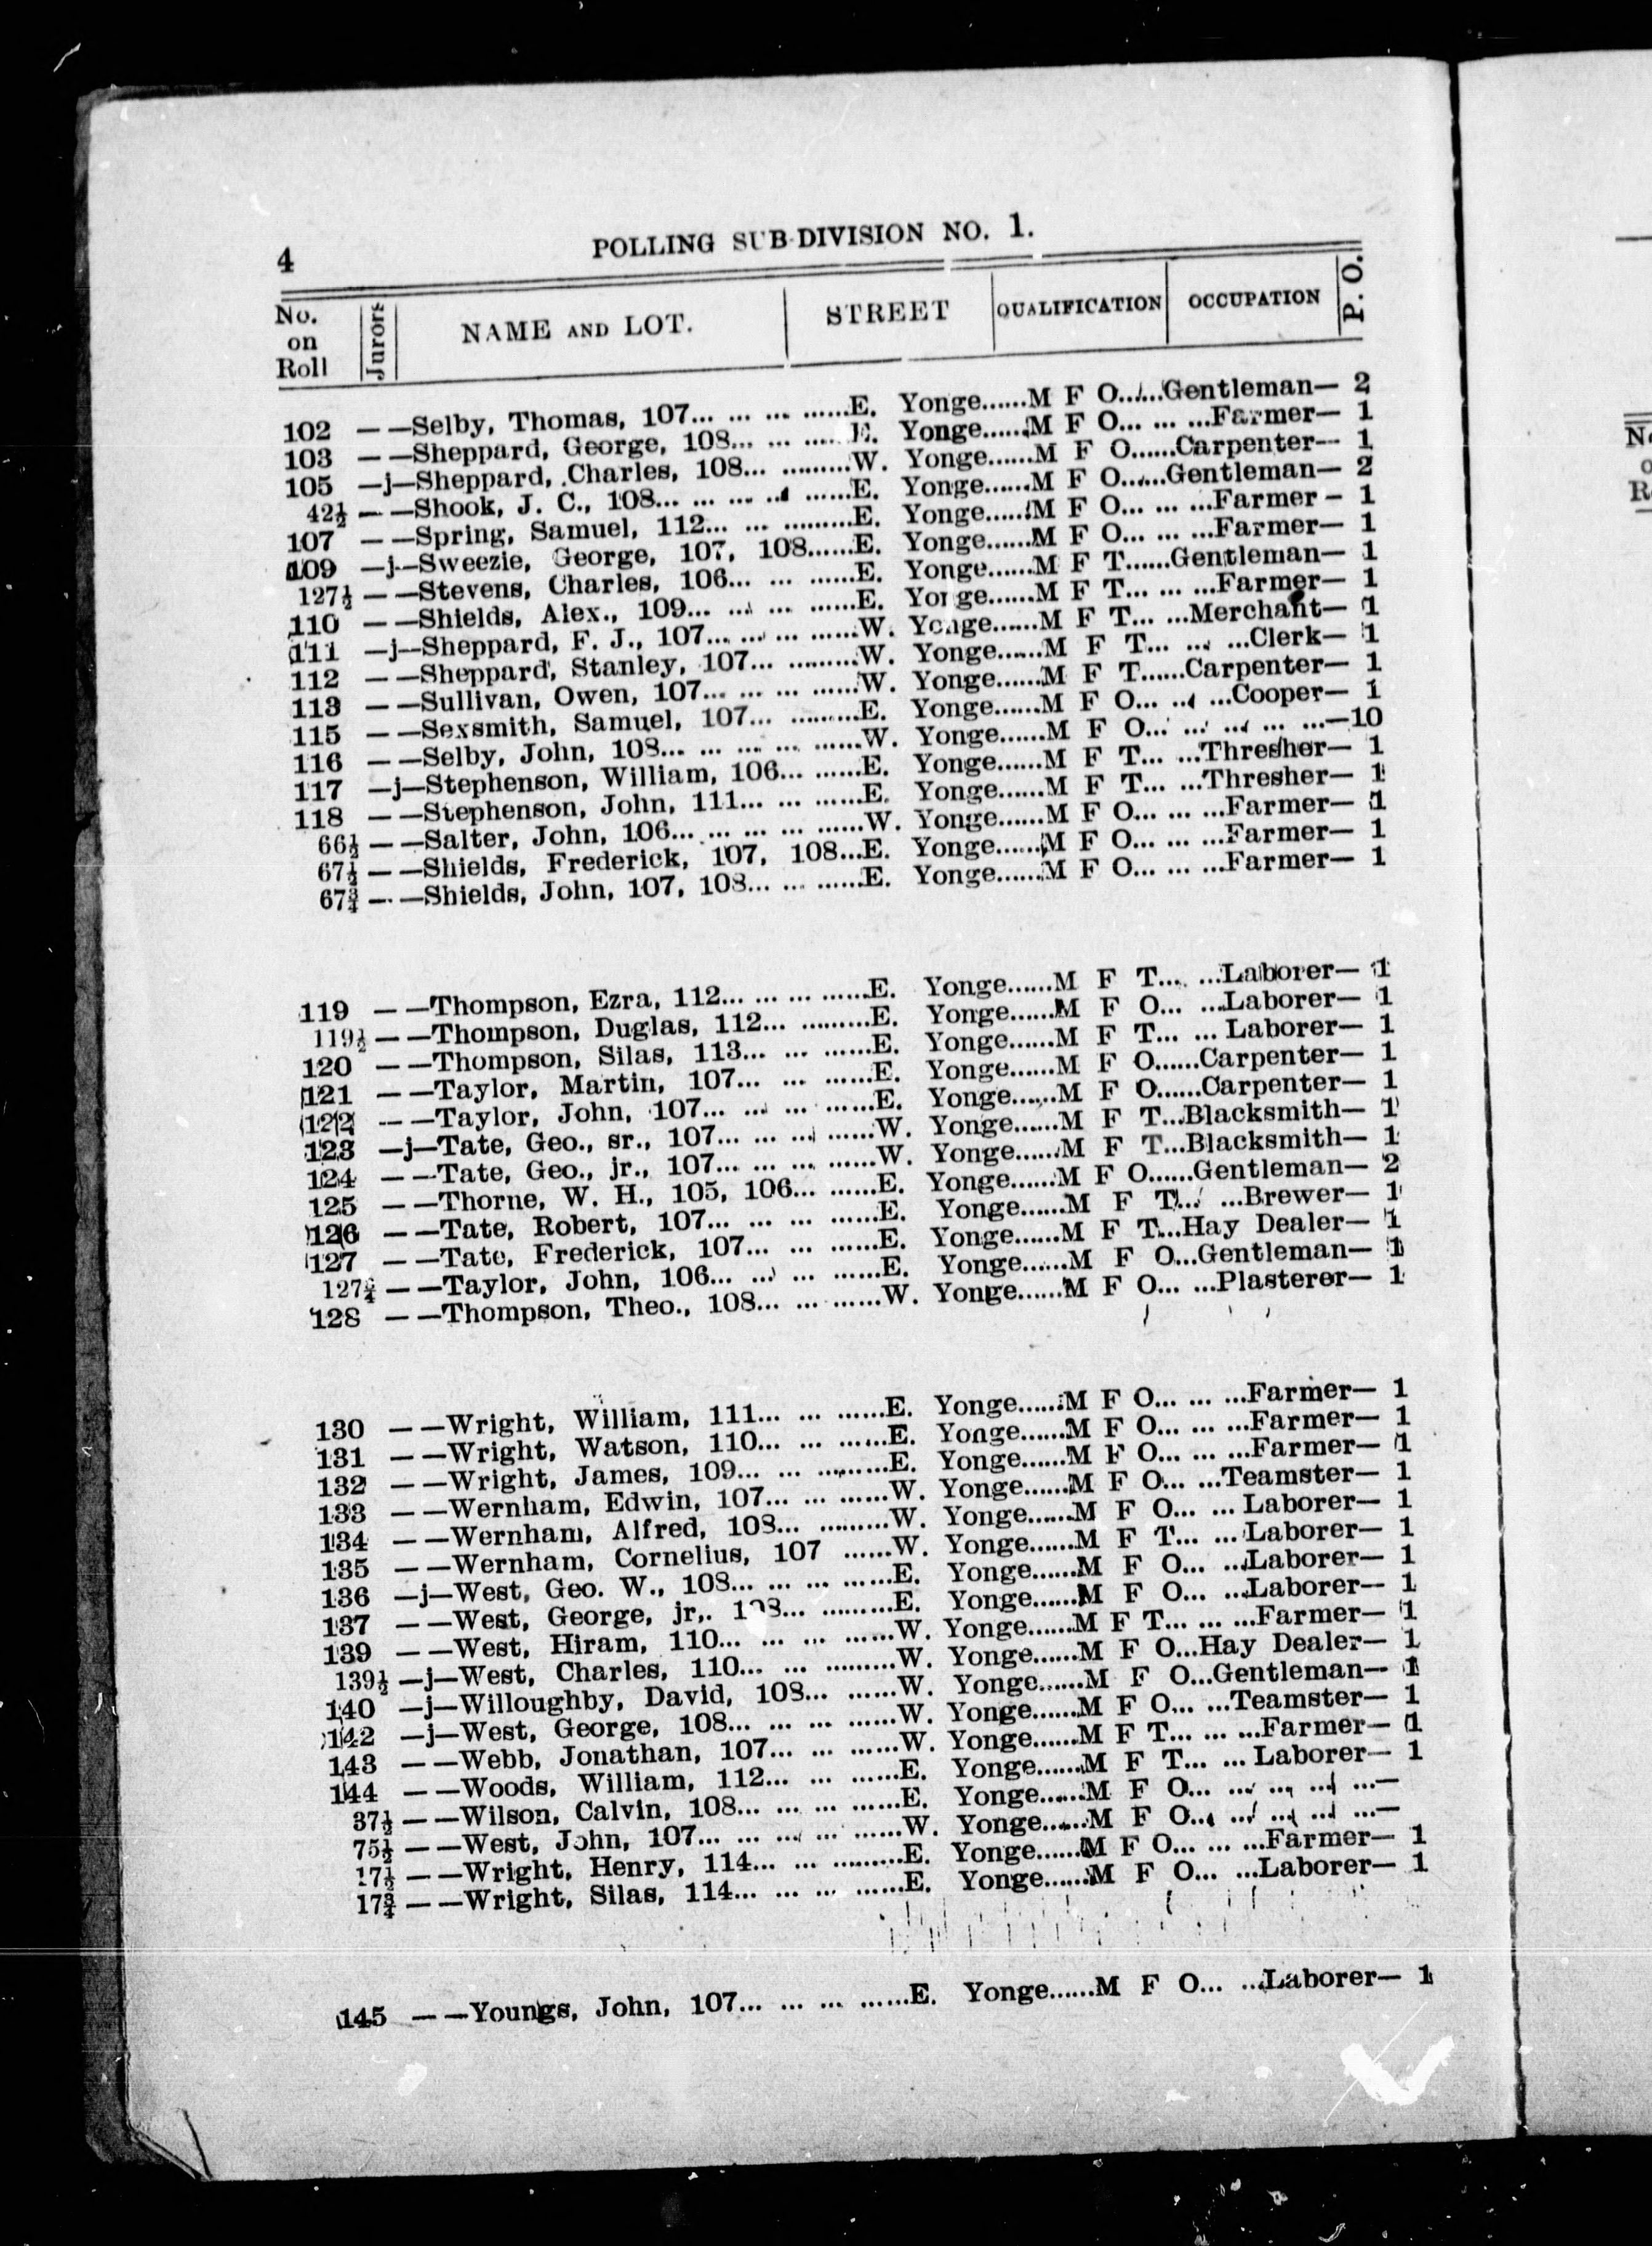 4
POLLING SUB-DIVISION NO. 1.
No. on Roll | Jurors | NAME AND LOT. | STREET | QUALIFICATION | OCCUPATION | P. O.
102 — —Selby, Thomas, 107... ... ... ......E. Yonge......M F O......Gentleman— 2
103 — —Sheppard, George, 108... ... ......E. Yonge......M F O... ... ...Farmer— 1
105 —j—Sheppard, Charles, 108... .........W. Yonge......M F O......Carpenter— 1
42½ — —Shook, J. C., 108... ... ... ... ......E. Yonge......M F O......Gentleman— 2
107 — —Spring, Samuel, 112... ... .........E. Yonge......M F O... ... ...Farmer— 1
109 —j—Sweezie, George, 107, 108......E. Yonge......M F O... ... ...Farmer— 1
127½ — —Stevens, Charles, 106... ... ......E. Yonge......M F T......Gentleman— 1
110 — —Shields, Alex., 109... ... ... ......E. Yonge......M F T... ... ...Farmer— 1
111 —j—Sheppard, F. J., 107... ... ... ......W. Yonge......M F T... ...Merchant— 1
112 — —Sheppard, Stanley, 107... .........W. Yonge......M F T... ... ...Clerk— 1
113 — —Sullivan, Owen, 107... ... ... ......W. Yonge......M F T......Carpenter— 1
115 — —Sexsmith, Samuel, 107... .........E. Yonge......M F O... ... ...Cooper— 1
116 — —Selby, John, 108... ... ... ... ......W. Yonge......M F O... ... ... ... ... ...—10
117 —j—Stephenson, William, 106... ......E. Yonge......M F T... ...Thresher— 1
118 — —Stephenson, John, 111... ... ......E. Yonge......M F T... ...Thresher— 1
66½ — —Salter, John, 106... ... ... ... ......W. Yonge......M F O... ... ...Farmer— 1
67½ — —Shields, Frederick, 107, 108...E. Yonge......M F O... ... ...Farmer— 1
67¾ — —Shields, John, 107, 108... ... ......E. Yonge......M F O... ... ...Farmer— 1
119 — —Thompson, Ezra, 112... ... ... ......E. Yonge......M F T... ...Laborer— 1
119½ — —Thompson, Duglas, 112... .........E. Yonge......M F O... ...Laborer— 1
120 — —Thompson, Silas, 113... ... ......E. Yonge......M F T... ... Laborer— 1
121 — —Taylor, Martin, 107... ... ... ......E. Yonge......M F O......Carpenter— 1
122 — —Taylor, John, 107... ... ... ......E. Yonge......M F O......Carpenter— 1
123 —j—Tate, Geo., sr., 107... ... ... ......W. Yonge......M F T...Blacksmith— 1
124 — —Tate, Geo., jr., 107... ... ... ......W. Yonge......M F T...Blacksmith— 1
125 — —Thorne, W. H., 105, 106... ......E. Yonge......M F O......Gentleman— 2
126 — —Tate, Robert, 107... ... ... ......E. Yonge......M F T... ...Brewer— 1
127 — —Tate, Frederick, 107... ... ......E. Yonge......M F T...Hay Dealer— 1
127¾ — —Taylor, John, 106... ... ... ......E. Yonge......M F O...Gentleman— 1
128 — —Thompson, Theo., 108... ... ......W. Yonge......M F O... ...Plasterer— 1
130 — —Wright, William, 111... ... ......E. Yonge......M F O... ... ...Farmer— 1
131 — —Wright, Watson, 110... ... ......E. Yonge......M F O... ... ...Farmer— 1
132 — —Wright, James, 109... ... .........E. Yonge......M F O... ... ...Farmer— 1
133 — —Wernham, Edwin, 107... ... ......W. Yonge......M F O... ...Teamster— 1
134 — —Wernham, Alfred, 108... .........W. Yonge......M F O... ... Laborer— 1
135 — —Wernham, Cornelius, 107 ......W. Yonge......M F T... ...Laborer— 1
136 —j—West, Geo. W., 108... ... ... ......E. Yonge......M F O... ...Laborer— 1
137 — —West, George, jr,. 108... .........E. Yonge......M F O... ...Laborer— 1
139 — —West, Hiram, 110... ... ... ......W. Yonge......M F T... ... ...Farmer— 1
139½ —j—West, Charles, 110... ... .........W. Yonge......M F O...Hay Dealer— 1
140 —j—Willoughby, David, 108... ......W. Yonge......M F O...Gentleman— 1
142 —j—West, George, 108... ... ... ......W. Yonge......M F O... ...Teamster— 1
143 — —Webb, Jonathan, 107... ... ......W. Yonge......M F T... ... ...Farmer— 1
144 — —Woods, William, 112... ... ......E. Yonge......M F T... ... Laborer— 1
37½ — —Wilson, Calvin, 108... ... ... ......E. Yonge......M F O... ... ... ... ...—
75½ — —West, John, 107... ... ... ... ......W. Yonge......M F O... ... ... ... ...—
17½ — —Wright, Henry, 114... ... .........E. Yonge......M F O... ... ...Farmer— 1
17¾ — —Wright, Silas, 114... ... ... ......E. Yonge......M F O... ...Laborer— 1
145 — —Youngs, John, 107... ... ... ......E. Yonge......M F O... ...Laborer— 1